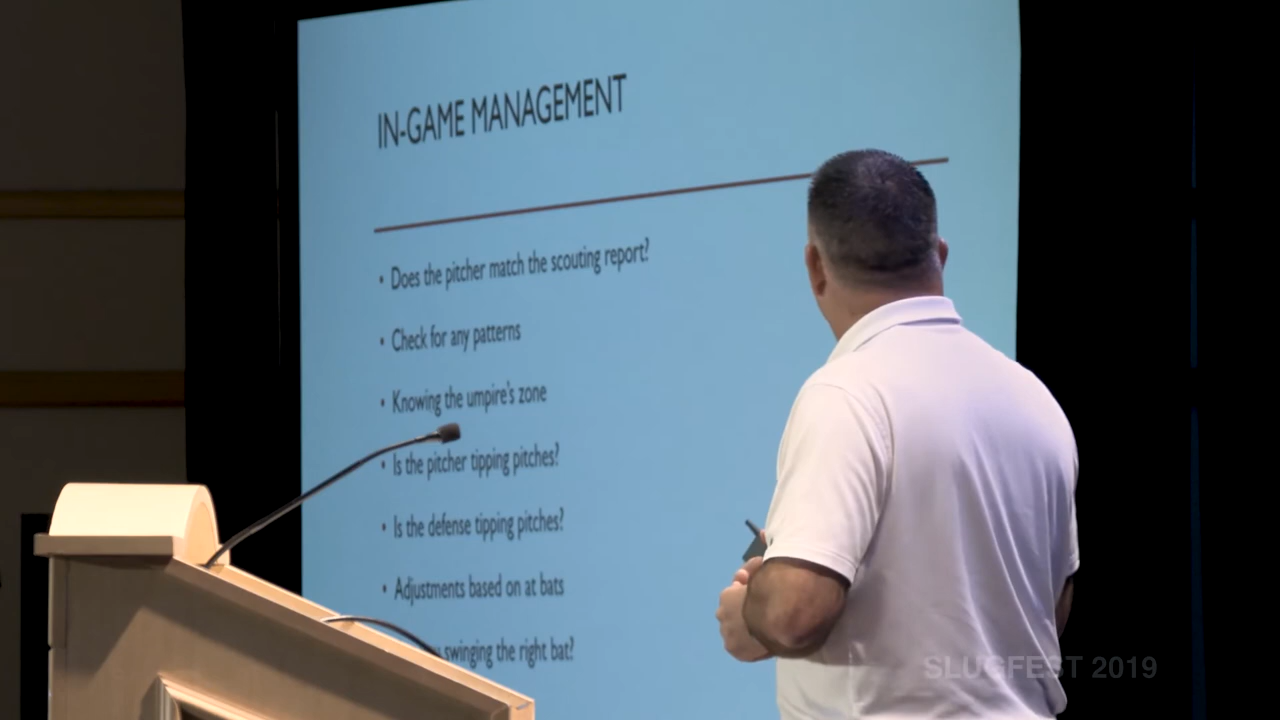 IN-GAME MANAGEMENT
• Does the pitcher match the scouting report?
• Check for any patterns
• Knowing the umpire's zone
• Is the pitcher tipping pitches?
• Is the defense tipping pitches?
• Adjustments based on at bats
swinging the right bat?
SLUGFEST 2019